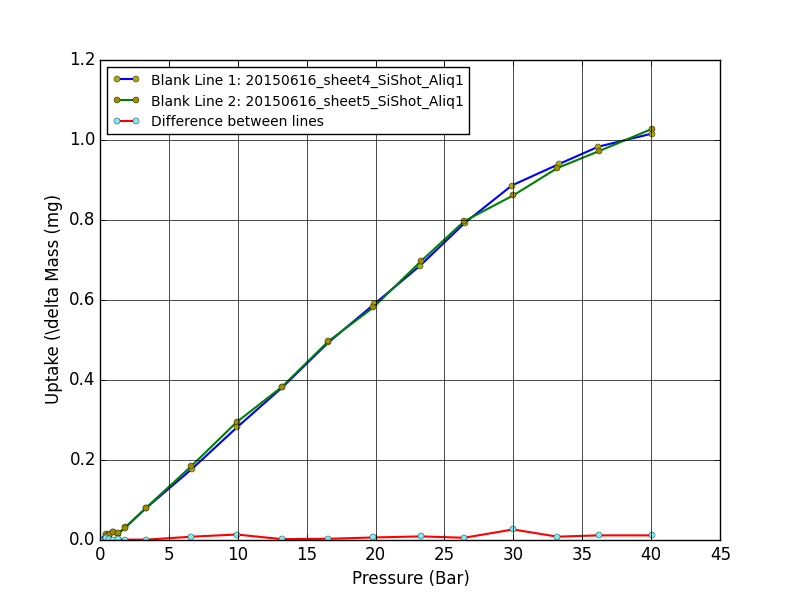 1.2
1.0
0.8
0.6
0.4
0.2
0.0
Uptake (\delta Mass (mg)
Blank Line 1: 20150616_sheet4_SiShot_Aliq1
Blank Line 2: 20150616_sheet5_SiShot_Aliq1
Difference between lines
0 5 10 15 20 25 30 35 40 45
Pressure (Bar)